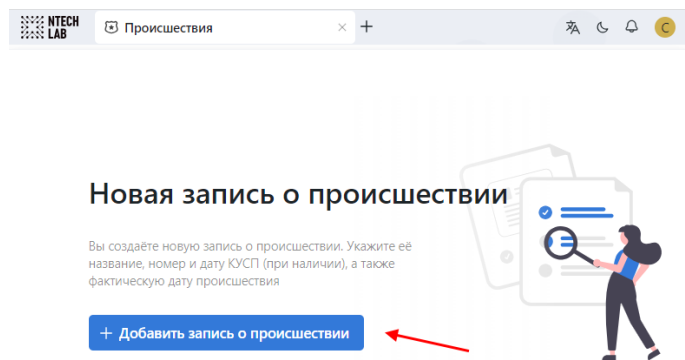 NTECH
LAB
Происшествия
C
Новая запись о происшествии
Вы создаёте новую запись о происшествии. Укажите её
название, номер и дату КУСП (при наличии), а также
фактическую дату происшествия
+ Добавить запись о происшествии